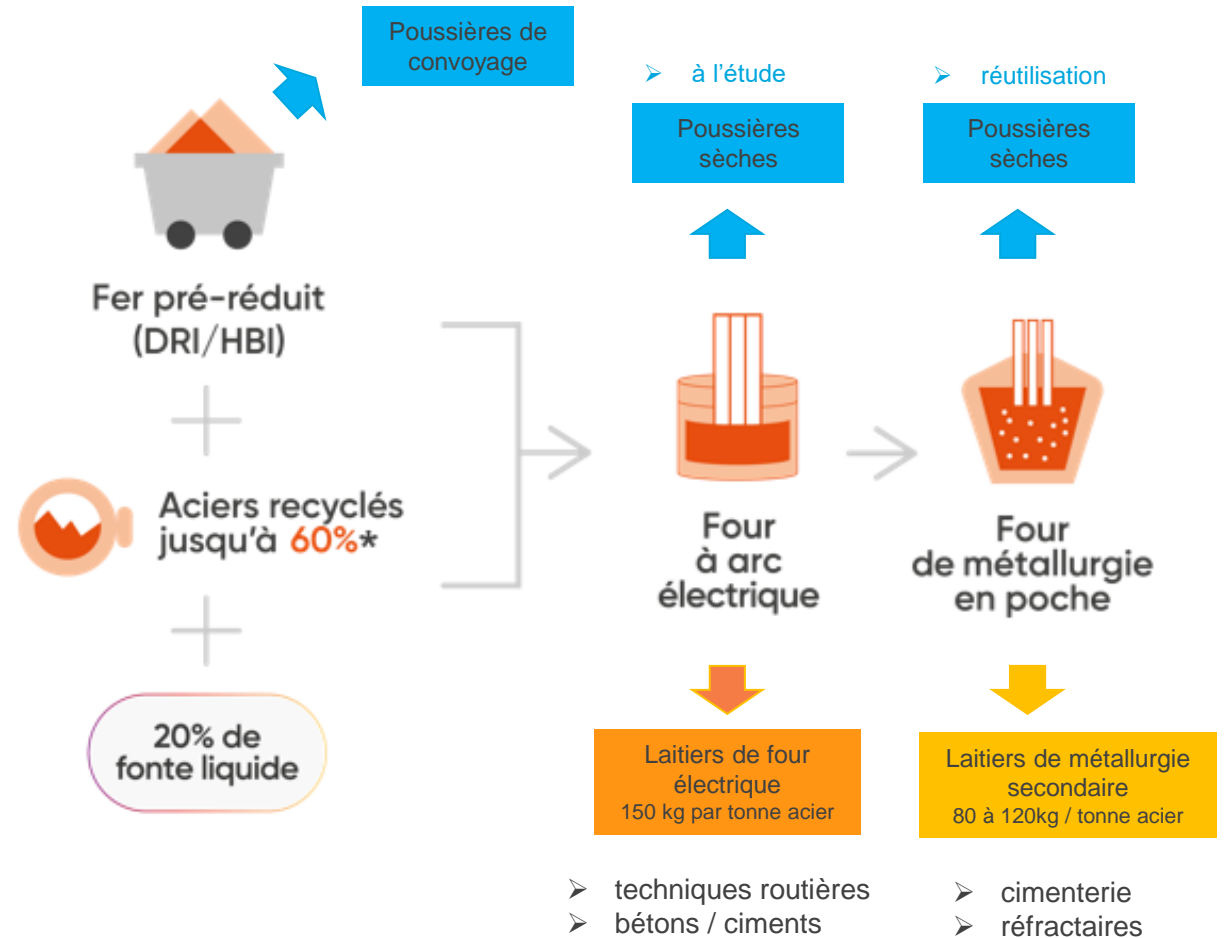 Poussières de
convoyage
➢ à l'étude
Poussières
sèches
➢ réutilisation
Poussières
sèches
Fer pré-réduit
(DRI/HBI)
Aciers recyclés
jusqu'à 60%*
20% de
fonte liquide
Four
à arc
électrique
Four
de métallurgie
en poche
Laitiers de four
électrique
150 kg par tonne acier
Laitiers de métallurgie
secondaire
80 à 120kg / tonne acier
➢ techniques routières
➢ bétons / ciments
➢ cimenterie
➢ réfractaires